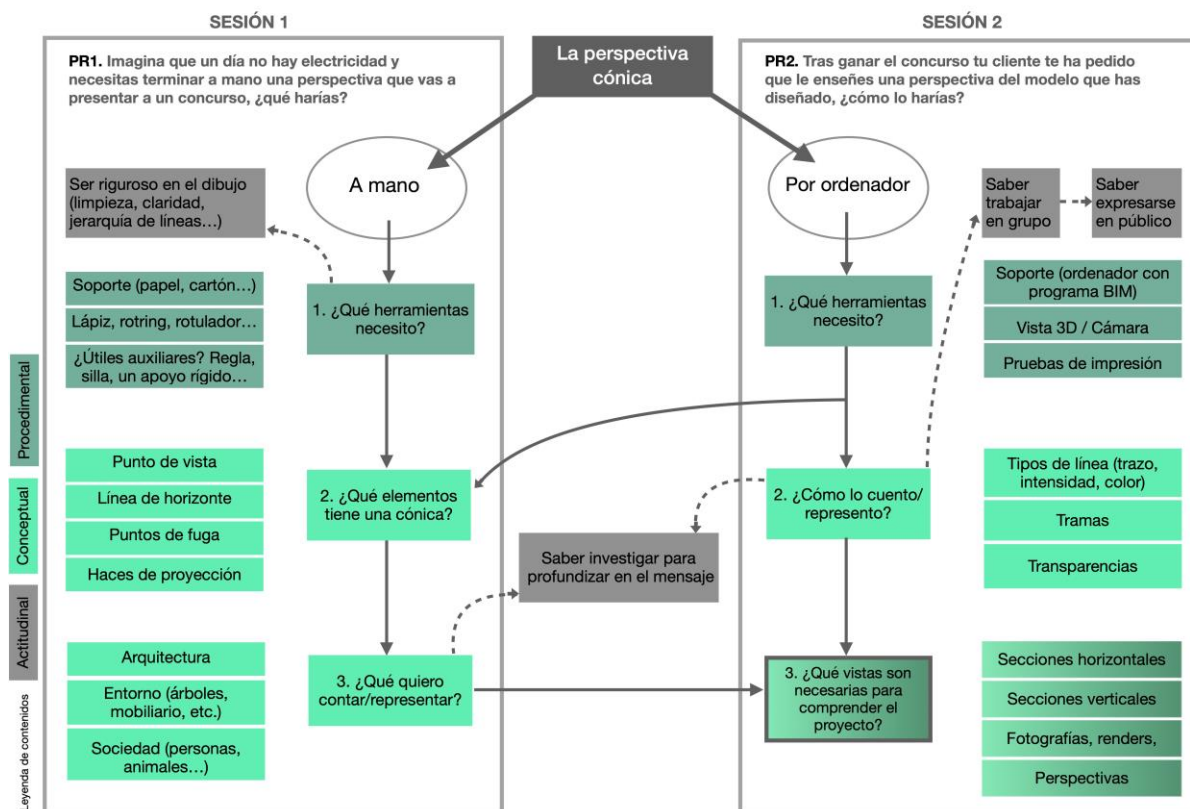 SESIÓN 1
SESIÓN 2
La perspectiva
cónica
PR1. Imagina que un día no hay electricidad y
necesitas terminar a mano una perspectiva que vas a
presentar a un concurso, ¿qué harías?
PR2. Tras ganar el concurso tu cliente te ha pedido
que le enseñes una perspectiva del modelo que has
diseñado, ¿cómo lo harías?
Ser riguroso en el dibujo
(limpieza, claridad,
jerarquía de líneas…)
A mano
Por ordenador
Saber
trabajar
en grupo
Saber
expresarse
en público
Soporte (papel, cartón…)
Lápiz, rotring, rotulador…
¿Útiles auxiliares? Regla,
silla, un apoyo rígido…
1. ¿Qué herramientas
necesito?
1. ¿Qué herramientas
necesito?
Soporte (ordenador con
programa BIM)
Vista 3D / Cámara
Pruebas de impresión
Procedimental
Conceptual
Actitudinal
Leyenda de contenidos
Punto de vista
Línea de horizonte
Puntos de fuga
Haces de proyección
2. ¿Qué elementos
tiene una cónica?
2. ¿Cómo lo cuento/
represento?
Tipos de línea (trazo,
intensidad, color)
Tramas
Transparencias
Saber investigar para
profundizar en el mensaje
Arquitectura
Entorno (árboles,
mobiliario, etc.)
Sociedad (personas,
animales…)
3. ¿Qué quiero
contar/representar?
3. ¿Qué vistas son
necesarias para
comprender el
proyecto?
Secciones horizontales
Secciones verticales
Fotografías, renders,
Perspectivas